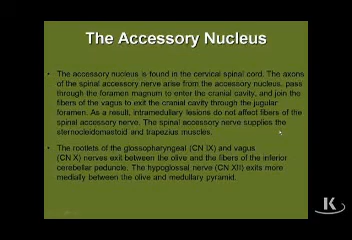 The Accessory Nucleus
• The accessory nucleus is found in the cervical spinal cord. The axons
of the spinal accessory nerve arise from the accessory nucleus, pass
through the foramen magnum to enter the cranial cavity, and join the
fibers of the vagus to exit the cranial cavity through the jugular
foramen. As a result, intramedullary lesions do not affect fibers of the
spinal accessory nerve. The spinal accessory nerve supplies the
sternocleidomastoid and trapezius muscles.
• The rootlets of the glossopharyngeal (CN IX) and vagus
(CN X) nerves exit between the olive and the fibers of the inferior
cerebellar peduncle. The hypoglossal nerve (CN XII) exits more
medially between the olive and medullary pyramid.
K